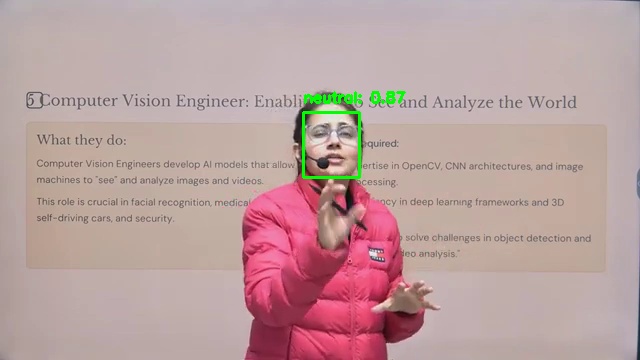 5 Computer Vision Engineer: Enabli See and Analyze the World
neutral: 0.87
What they do:
equired:
Computer Vision Engineers develop AI models that allow
machines to "see" and analyze images and videos.
ertise in OpenCV, CNN architectures, and image
ocessing.
This role is crucial in facial recognition, medical
self-driving cars, and security.
ncy in deep learning frameworks and 3D
solve challenges in object detection and
deo analysis."